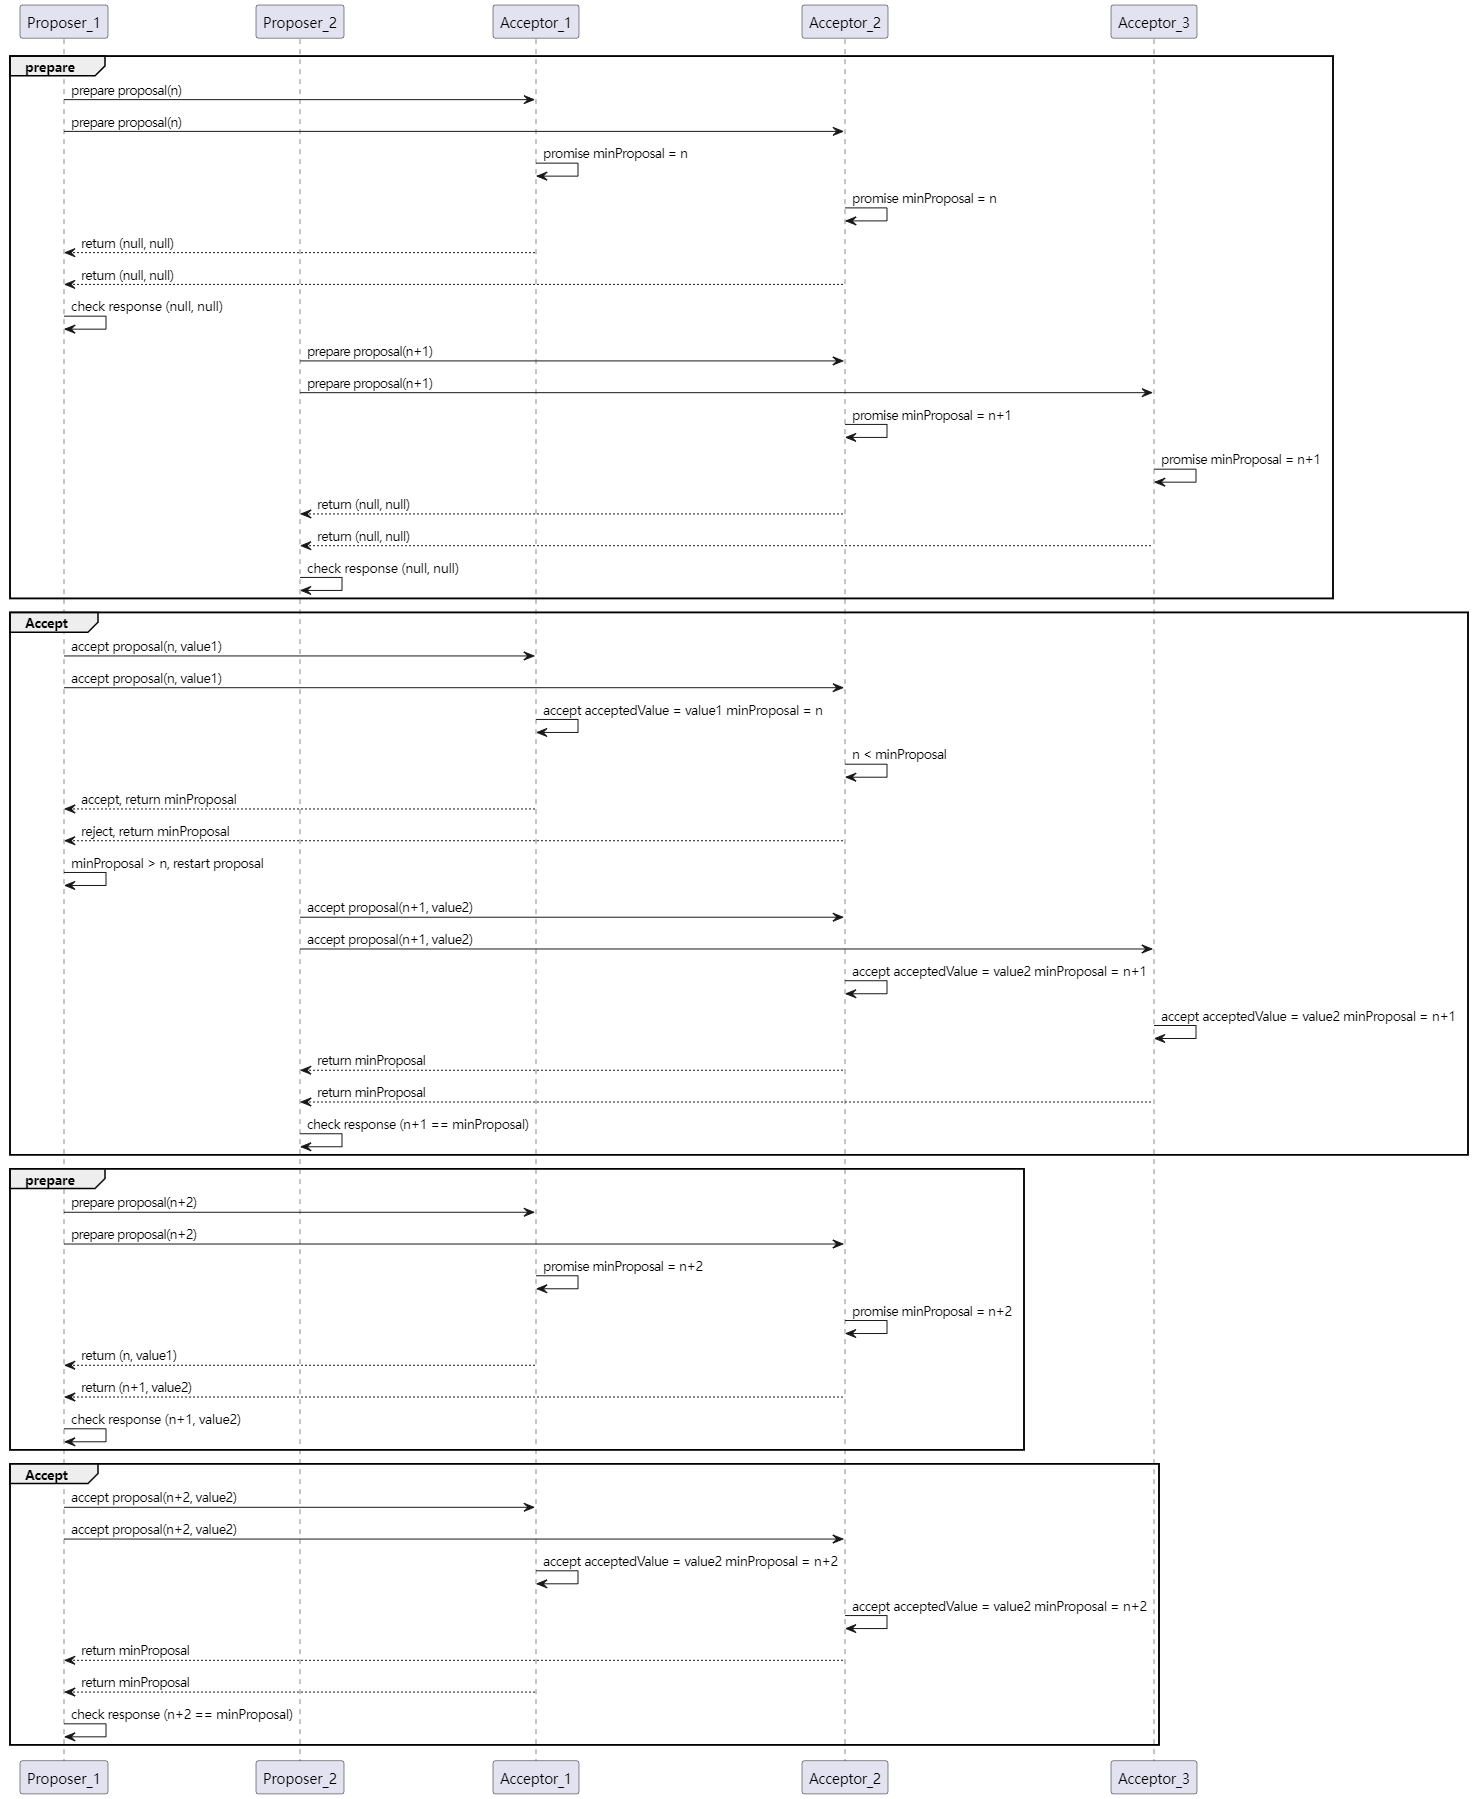 Proposer_1
Proposer_2
Acceptor_1
Acceptor_2
Acceptor_3
prepare
prepare proposal(n)
prepare proposal(n)
promise minProposal = n
promise minProposal = n
return (null, null)
return (null, null)
check response (null, null)
prepare proposal(n+1)
prepare proposal(n+1)
promise minProposal = n+1
promise minProposal = n+1
return (null, null)
return (null, null)
check response (null, null)
Accept
accept proposal(n, value1)
accept proposal(n, value1)
accept acceptedValue = value1 minProposal = n
n < minProposal
accept, return minProposal
reject, return minProposal
minProposal > n, restart proposal
accept proposal(n+1, value2)
accept proposal(n+1, value2)
accept acceptedValue = value2 minProposal = n+1
accept acceptedValue = value2 minProposal = n+1
return minProposal
return minProposal
check response (n+1 == minProposal)
prepare
prepare proposal(n+2)
prepare proposal(n+2)
promise minProposal = n+2
promise minProposal = n+2
return (n, value1)
return (n+1, value2)
check response (n+1, value2)
Accept
accept proposal(n+2, value2)
accept proposal(n+2, value2)
accept acceptedValue = value2 minProposal = n+2
accept acceptedValue = value2 minProposal = n+2
return minProposal
return minProposal
check response (n+2 == minProposal)
Proposer_1
Proposer_2
Acceptor_1
Acceptor_2
Acceptor_3